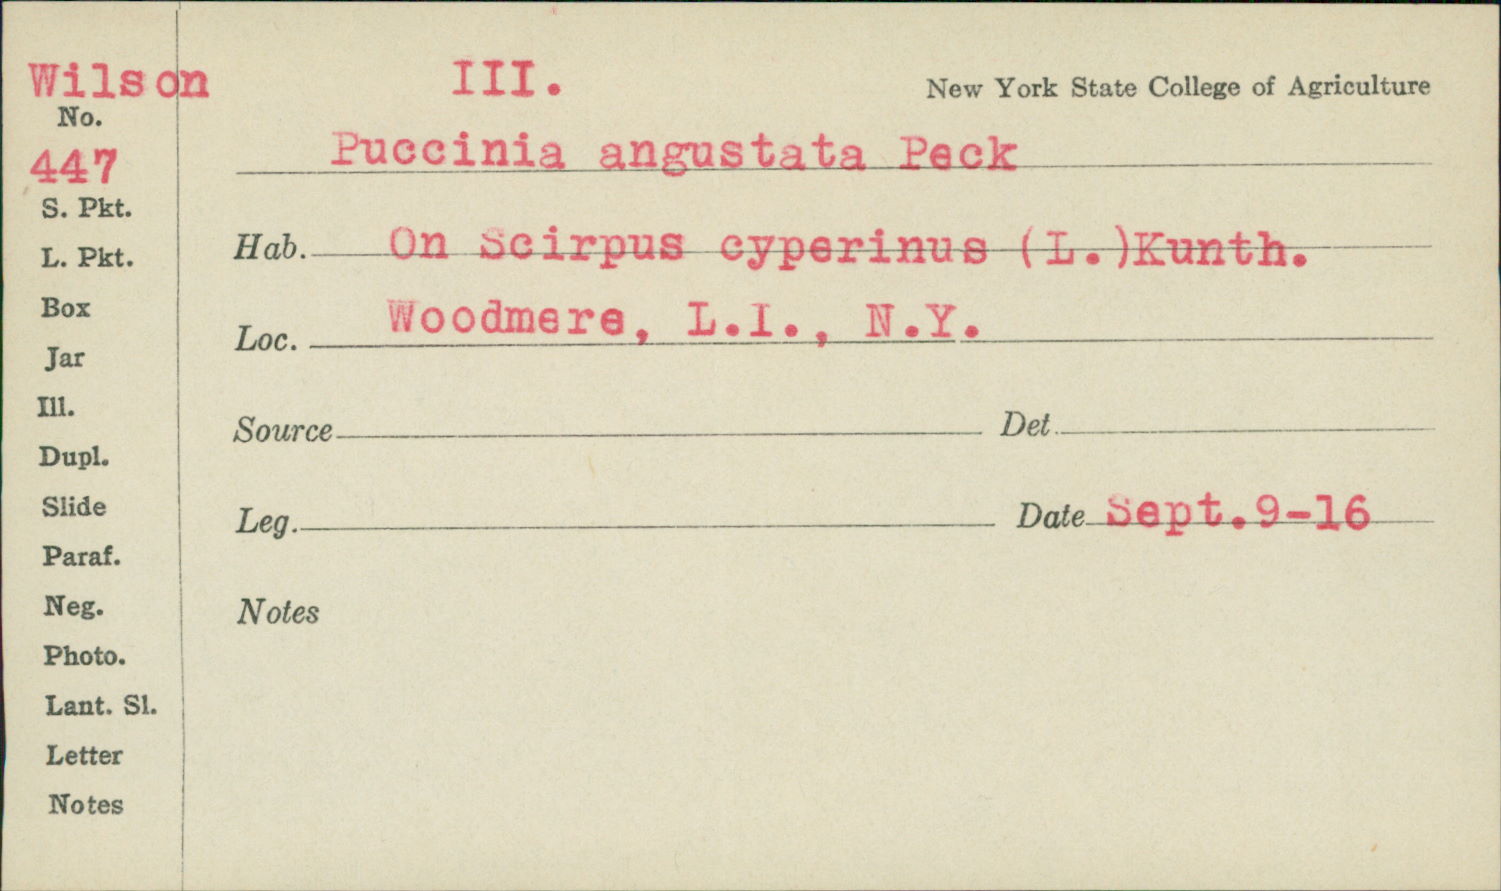 Wilson III. New York State College of Agriculture
No.
447 Puccinia angustata Peck
S. Pkt.
Hab. On Scirpus cyperinus (L.)Kunth.
L. Pkt.
Box
Loc. Woodmere, L.I., N.Y.
Jar
Ill.
Source Det
Dupl.
Slide
Leg. Date Sept.9-16
Paraf.
Neg.
Notes
Photo.
Lant. Sl.
Letter
Notes